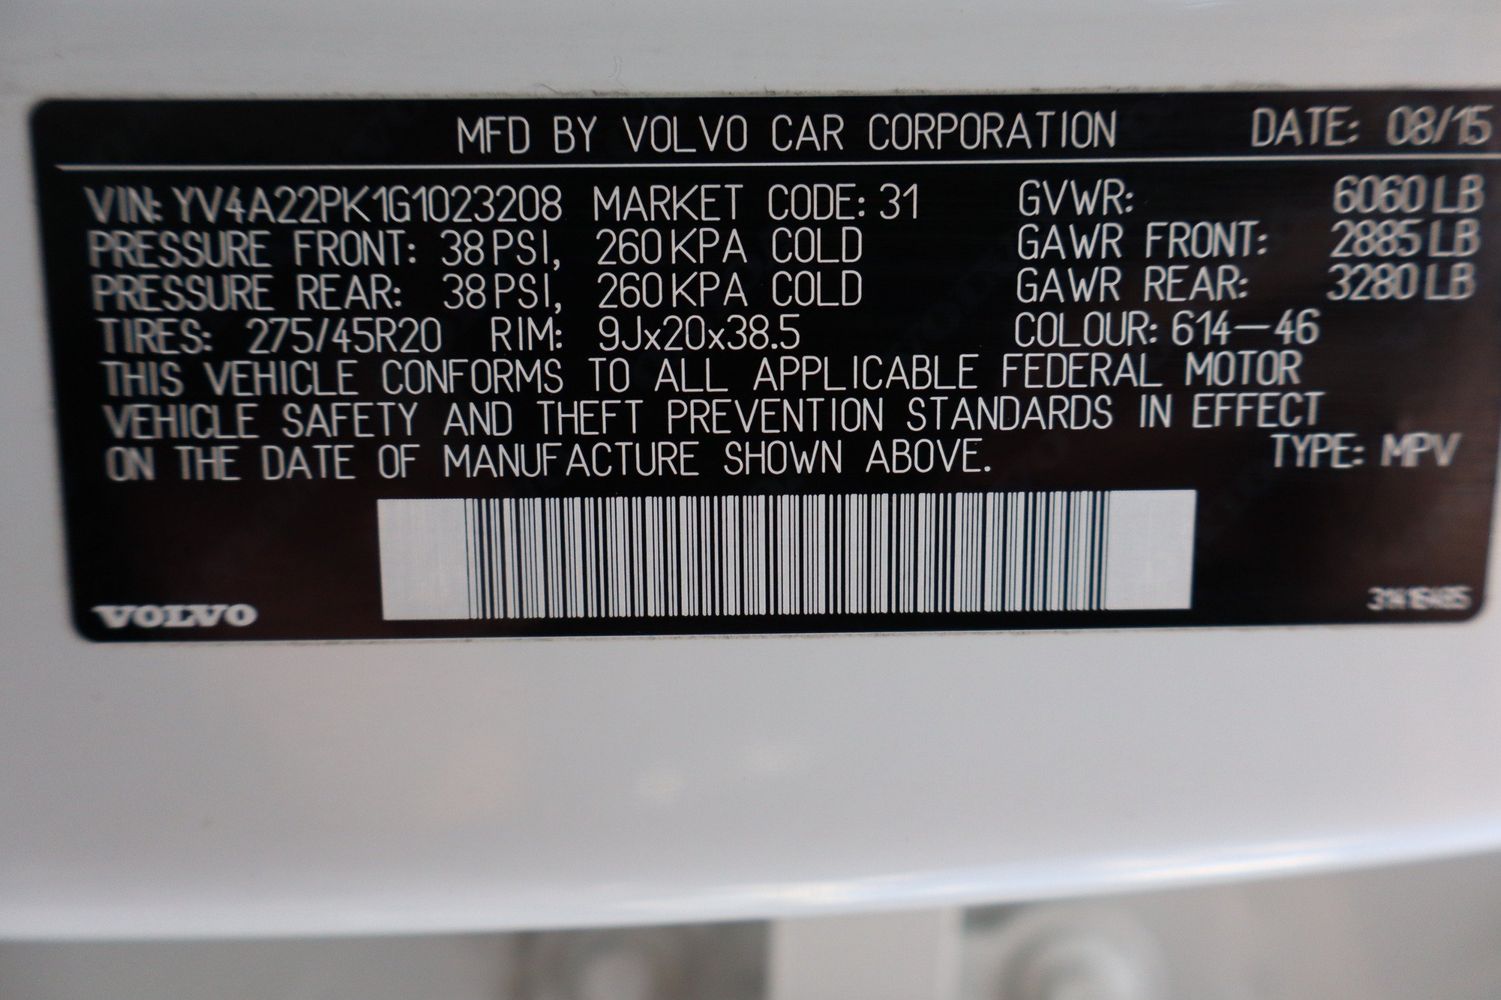 MFD BY VOLVO CAR CORPORATION DATE: 08/15
VIN: YV4A22PK1G1023208 MARKET CODE: 31 GVWR: 6060 LB
PRESSURE FRONT: 38 PSI, 260 KPA COLD GAWR FRONT: 2885 LB
PRESSURE REAR: 38 PSI, 260 KPA COLD GAWR REAR: 3280 LB
TIRES: 275/45R20 RIM: 9Jx20x38.5 COLOUR: 614-46
THIS VEHICLE CONFORMS TO ALL APPLICABLE FEDERAL MOTOR
VEHICLE SAFETY AND THEFT PREVENTION STANDARDS IN EFFECT
ON THE DATE OF MANUFACTURE SHOWN ABOVE. TYPE: MPV
VOLVO 31416485